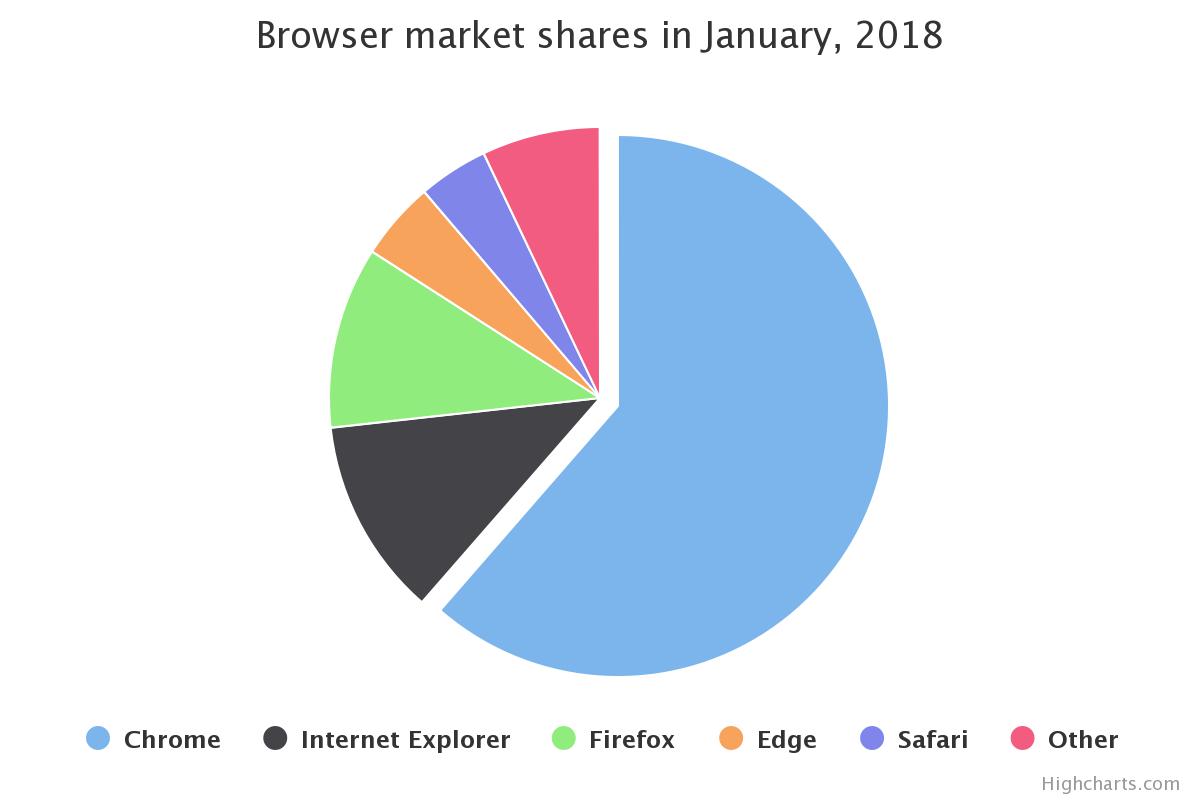 Browser market shares in January, 2018
Chrome Internet Explorer Firefox Edge Safari Other
Highcharts.com